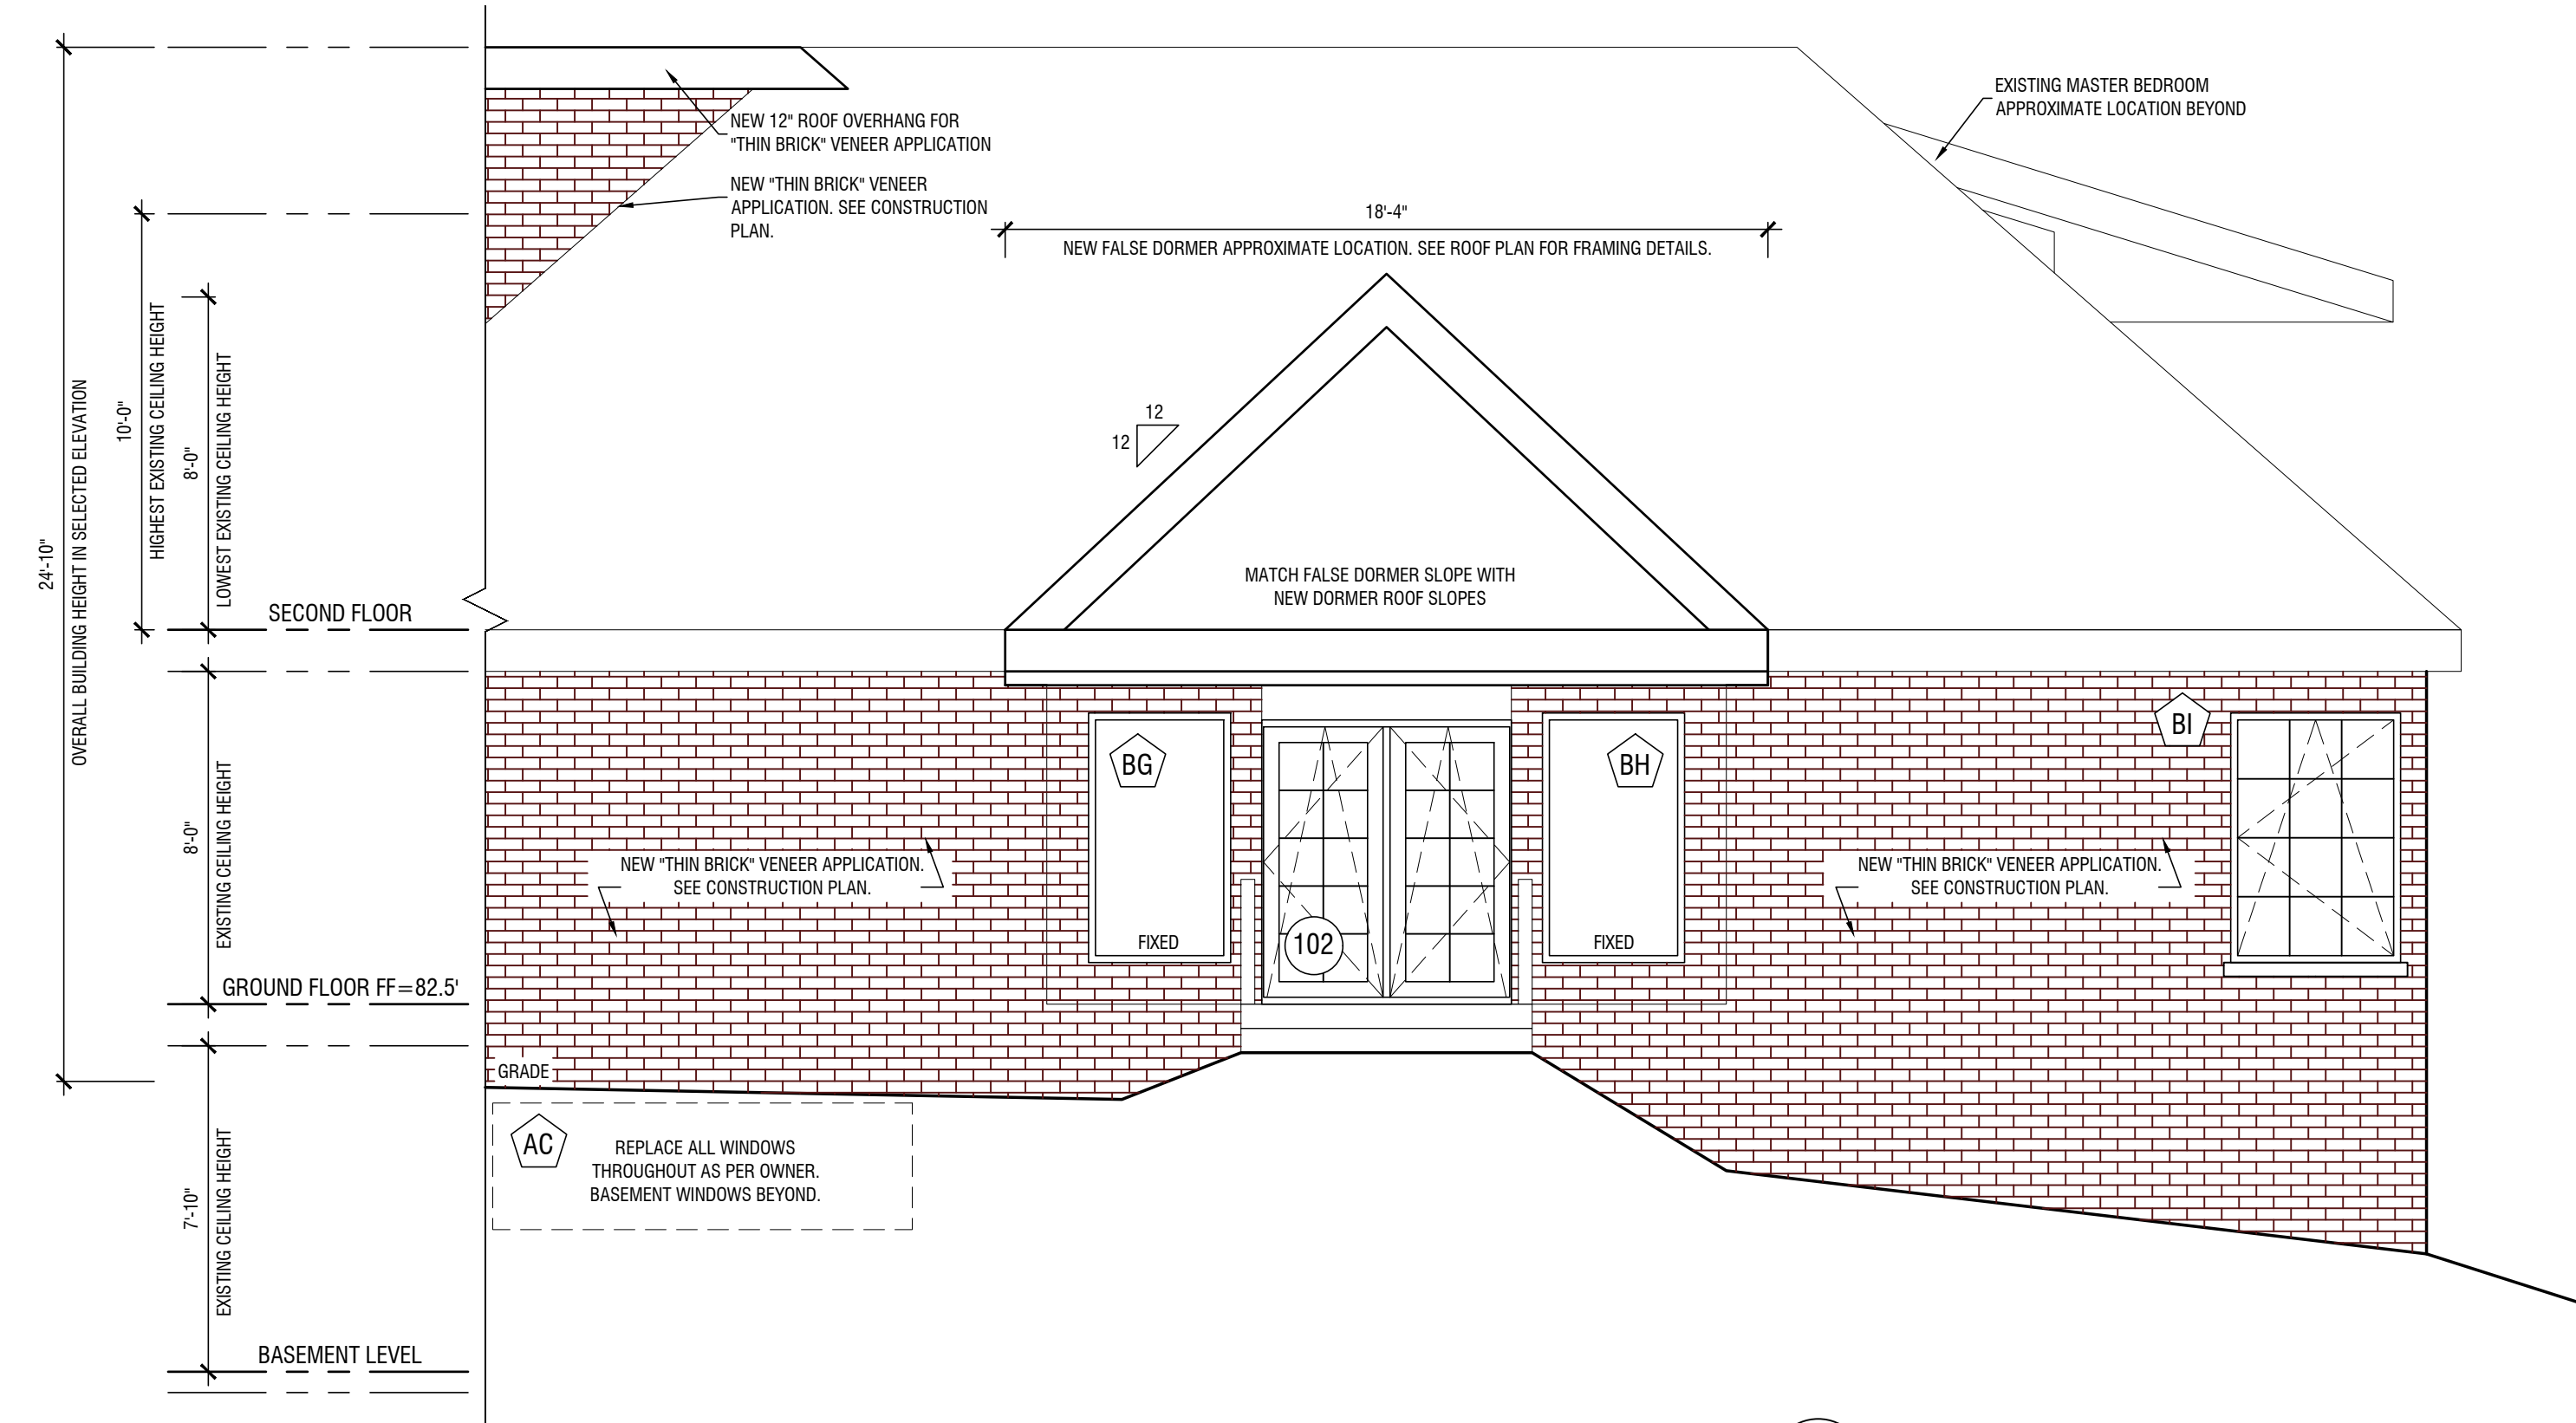 EXISTING MASTER BEDROOM
APPROXIMATE LOCATION BEYOND
NEW 12" ROOF OVERHANG FOR
"THIN BRICK" VENEER APPLICATION
NEW "THIN BRICK" VENEER
APPLICATION. SEE CONSTRUCTION
PLAN.
18'-4"
NEW FALSE DORMER APPROXIMATE LOCATION. SEE ROOF PLAN FOR FRAMING DETAILS.
24'-10"
OVERALL BUILDING HEIGHT IN SELECTED ELEVATION
10'-0"
HIGHEST EXISTING CEILING HEIGHT
8'-0"
LOWEST EXISTING CEILING HEIGHT
12
12
MATCH FALSE DORMER SLOPE WITH
NEW DORMER ROOF SLOPES
SECOND FLOOR
BG
BH
BI
8'-0"
EXISTING CEILING HEIGHT
NEW "THIN BRICK" VENEER APPLICATION.
SEE CONSTRUCTION PLAN.
NEW "THIN BRICK" VENEER APPLICATION.
SEE CONSTRUCTION PLAN.
FIXED
102
FIXED
GROUND FLOOR FF=82.5'
GRADE
AC
REPLACE ALL WINDOWS
THROUGHOUT AS PER OWNER.
BASEMENT WINDOWS BEYOND.
7'-10"
EXISTING CEILING HEIGHT
BASEMENT LEVEL